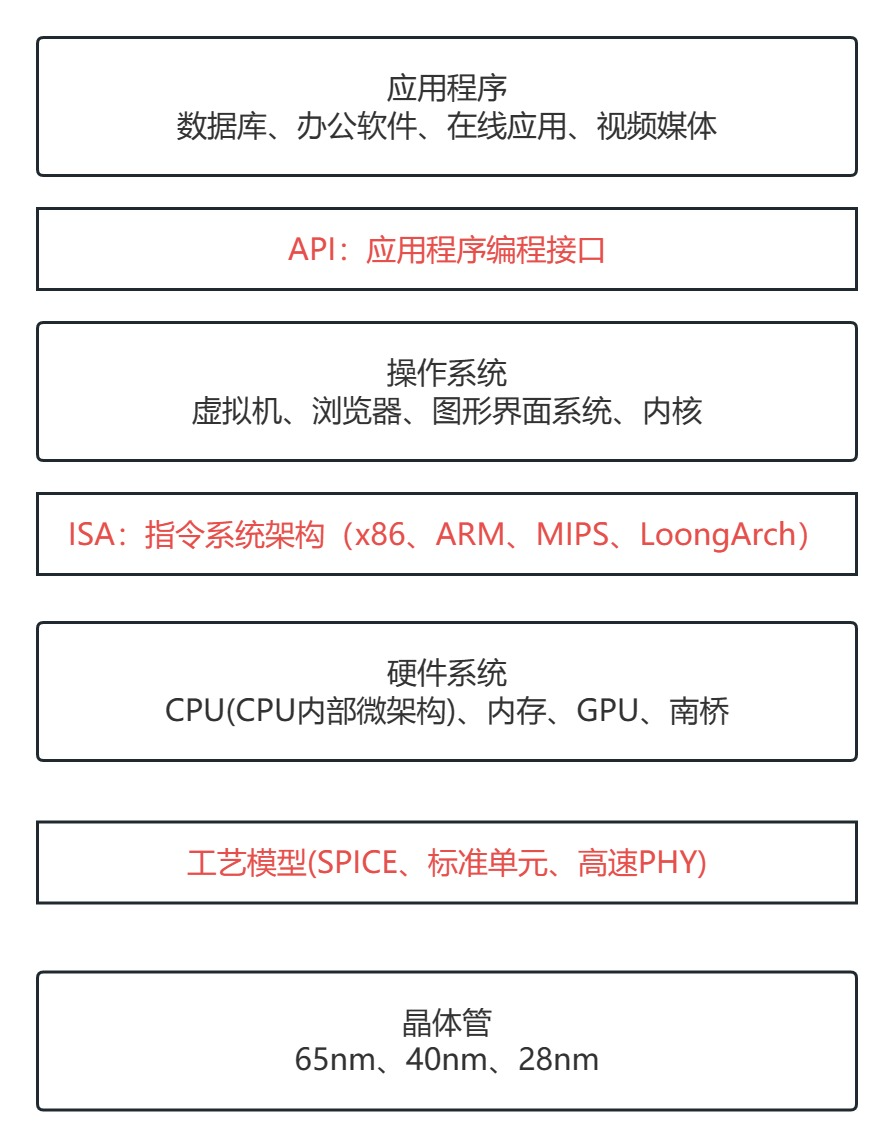 应用程序
数据库、办公软件、在线应用、视频媒体
API：应用程序编程接口
操作系统
虚拟机、浏览器、图形界面系统、内核
ISA：指令系统架构（x86、ARM、MIPS、LoongArch）
硬件系统
CPU(CPU内部微架构)、内存、GPU、南桥
工艺模型(SPICE、标准单元、高速PHY)
晶体管
65nm、40nm、28nm